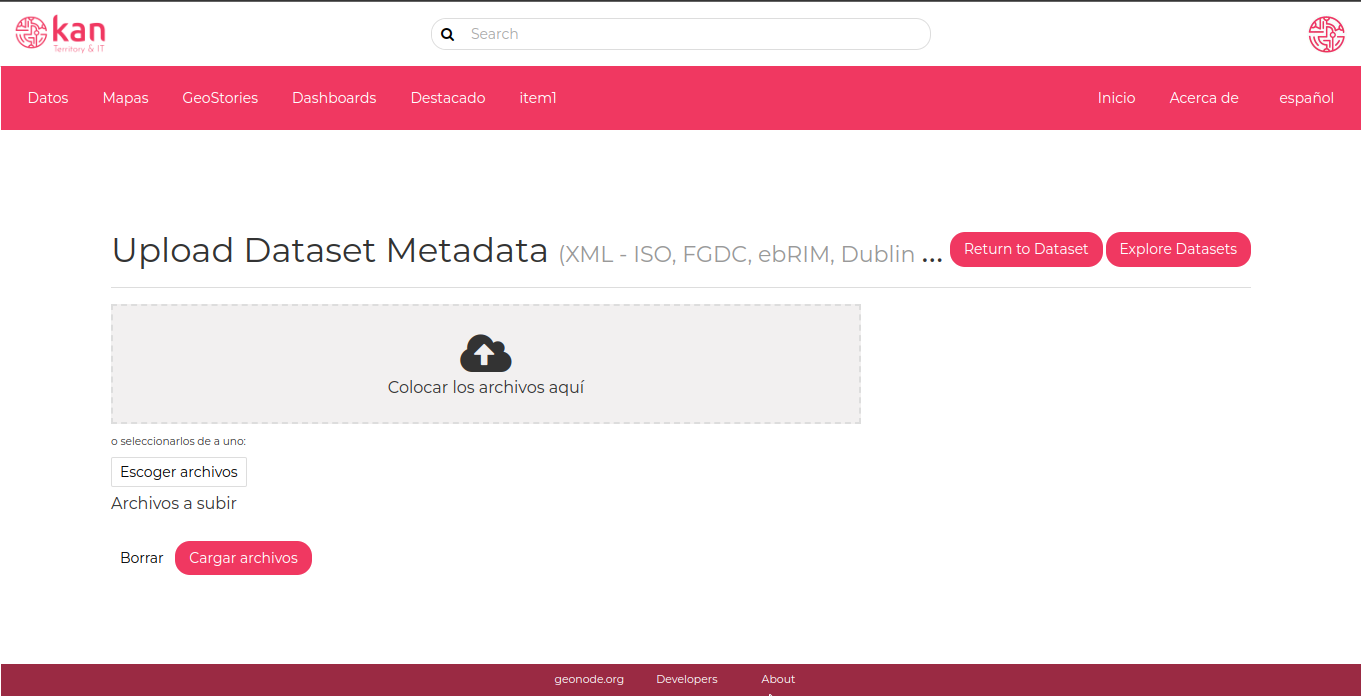 kan
Territory & IT
Search
Datos Mapas GeoStories Dashboards Destacado item1 Inicio Acerca de español
Upload Dataset Metadata (XML - ISO, FGDC, ebRIM, Dublin ... Return to Dataset Explore Datasets
Colocar los archivos aquí
o seleccionarlos de a uno:
Escoger archivos
Archivos a subir
Borrar Cargar archivos
geonode.org Developers About